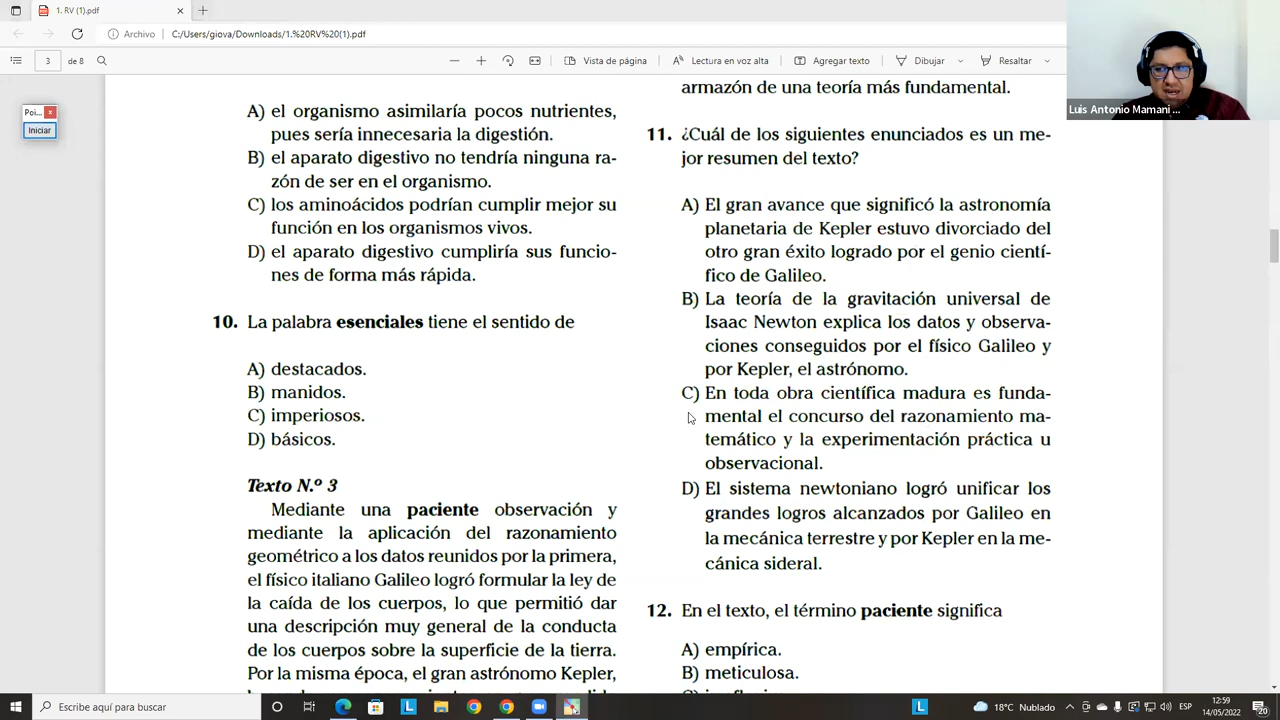 1. RV (1).pdf
Archivo
C:/Users/giova/Downloads/1.%20RV%20(1).pdf
3
de 8
Vista de página
Lectura en voz alta
Agregar texto
Dibujar
Resaltar
Poi...
Iniciar
Luis Antonio Mamani ...
A) el organismo asimilaría pocos nutrientes,
pues sería innecesaria la digestión.
B) el aparato digestivo no tendría ninguna ra-
zón de ser en el organismo.
C) los aminoácidos podrían cumplir mejor su
función en los organismos vivos.
D) el aparato digestivo cumpliría sus funcio-
nes de forma más rápida.
10. La palabra esenciales tiene el sentido de
A) destacados.
B) manidos.
C) imperiosos.
D) básicos.
Texto N.º 3
Mediante una paciente observación y
mediante la aplicación del razonamiento
geométrico a los datos reunidos por la primera,
el físico italiano Galileo logró formular la ley de
la caída de los cuerpos, lo que permitió dar
una descripción muy general de la conducta
de los cuerpos sobre la superficie de la tierra.
Por la misma época, el gran astrónomo Kepler,
armazón de una teoría más fundamental.
11. ¿Cuál de los siguientes enunciados es un me-
jor resumen del texto?
A) El gran avance que significó la astronomía
planetaria de Kepler estuvo divorciado del
otro gran éxito logrado por el genio cientí-
fico de Galileo.
B) La teoría de la gravitación universal de
Isaac Newton explica los datos y observa-
ciones conseguidos por el físico Galileo y
por Kepler, el astrónomo.
C) En toda obra científica madura es funda-
mental el concurso del razonamiento ma-
temático y la experimentación práctica u
observacional.
D) El sistema newtoniano logró unificar los
grandes logros alcanzados por Galileo en
la mecánica terrestre y por Kepler en la me-
cánica sideral.
12. En el texto, el término paciente significa
A) empírica.
B) meticulosa.
Escribe aquí para buscar
18°C Nublado
ESP
12:59
14/05/2022
20